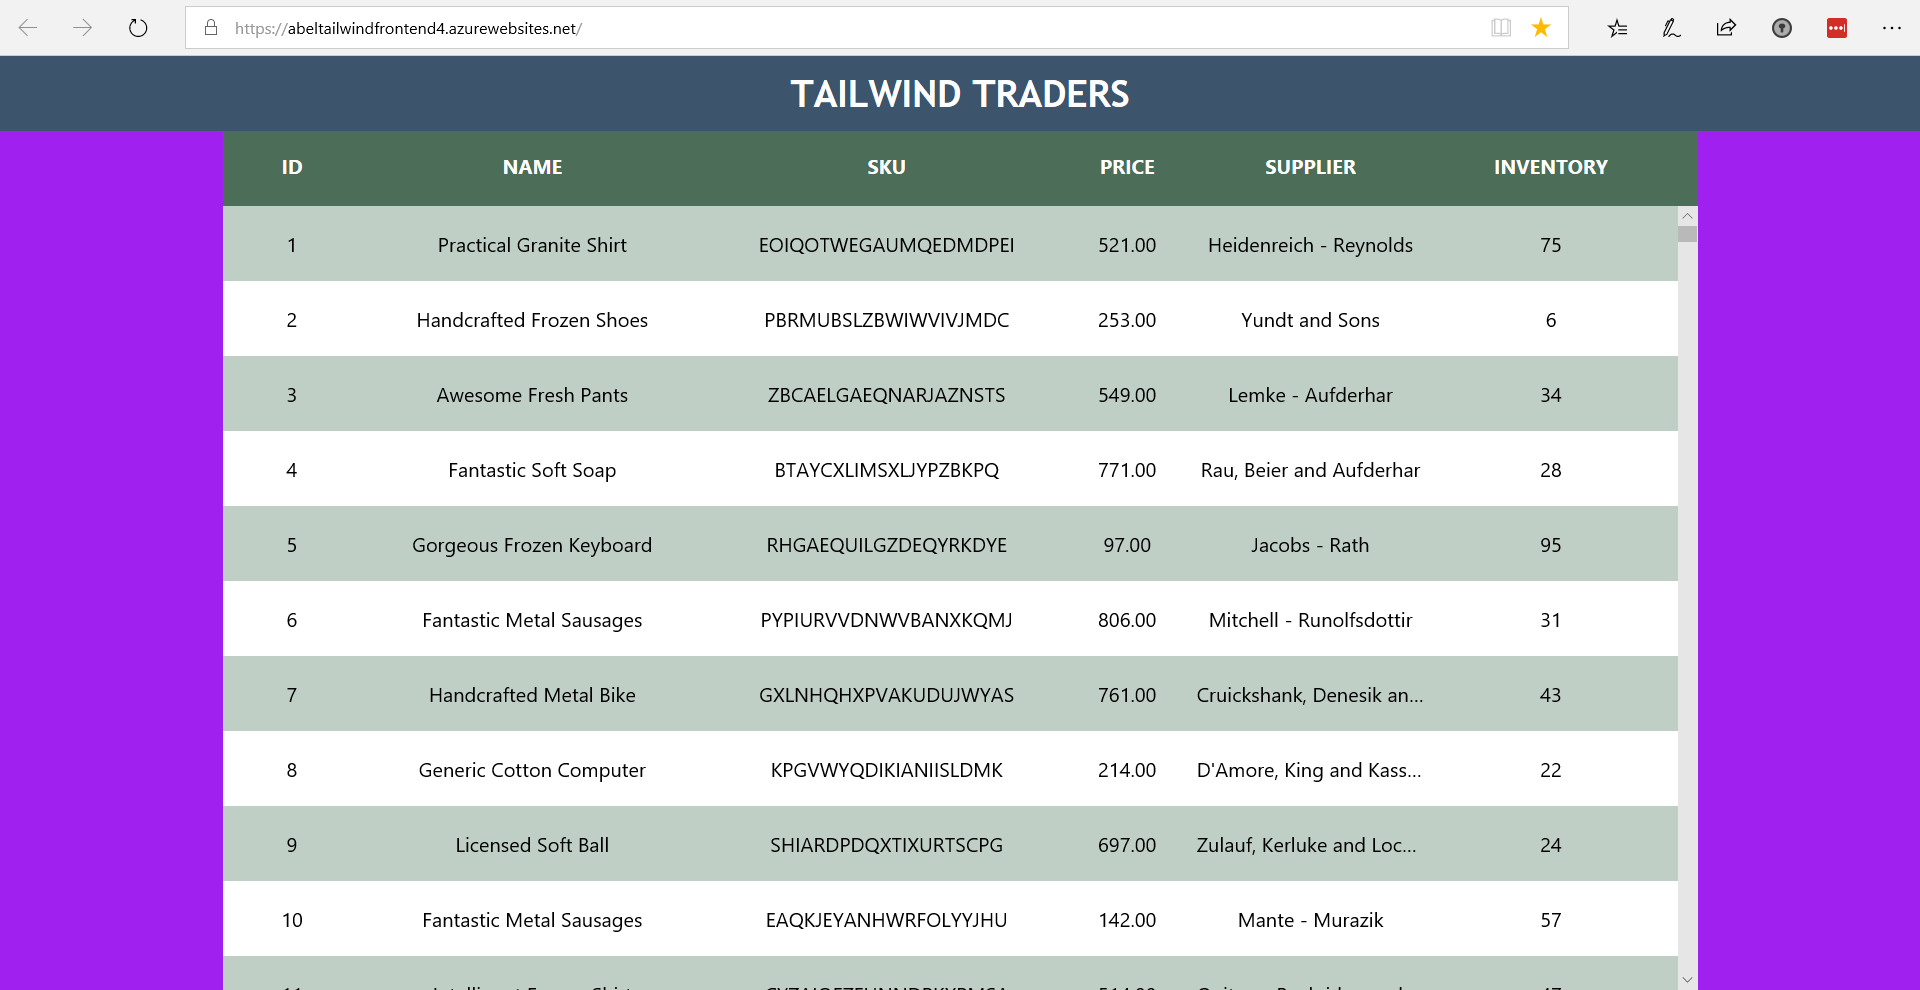 https://abeltailwindfrontend4.azurewebsites.net/
TAILWIND TRADERS
ID NAME SKU PRICE SUPPLIER INVENTORY
1 Practical Granite Shirt EOIQOTWEGAUMQEDMDPEI 521.00 Heidenreich - Reynolds 75
2 Handcrafted Frozen Shoes PBRMUBSLZBWIWVIVJMDC 253.00 Yundt and Sons 6
3 Awesome Fresh Pants ZBCAELGAEQNARJAZNSTS 549.00 Lemke - Aufderhar 34
4 Fantastic Soft Soap BTAYCXLIMSXLJYPZBKPQ 771.00 Rau, Beier and Aufderhar 28
5 Gorgeous Frozen Keyboard RHGAEQUILGZDEQYRKDYE 97.00 Jacobs - Rath 95
6 Fantastic Metal Sausages PYPIURVVDNWVBANXKQMJ 806.00 Mitchell - Runolfsdottir 31
7 Handcrafted Metal Bike GXLNHQHXPVAKUDUJWYAS 761.00 Cruickshank, Denesik an... 43
8 Generic Cotton Computer KPGVWYQDIKIANIISLDMK 214.00 D'Amore, King and Kass... 22
9 Licensed Soft Ball SHIARDPDQXTIXURTSCPG 697.00 Zulauf, Kerluke and Loc... 24
10 Fantastic Metal Sausages EAQKJEYANHWRFOLYYJHU 142.00 Mante - Murazik 57